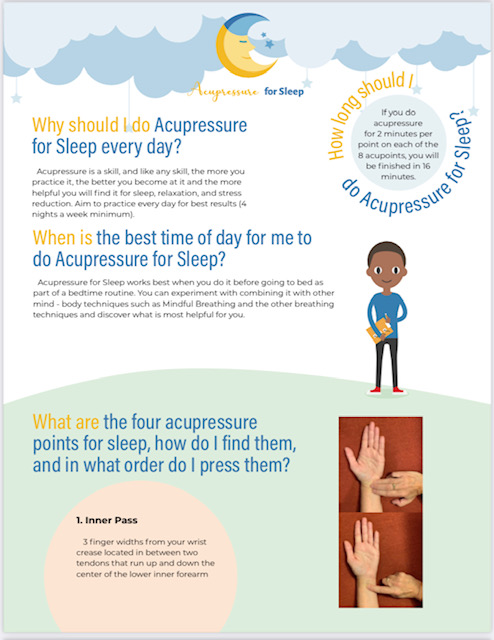 Acupressure for Sleep
How long should I
do Acupressure for Sleep?
If you do
acupressure
for 2 minutes per
point on each of the
8 acupoints, you will
be finished in 16
minutes.
Why should I do Acupressure
for Sleep every day?
Acupressure is a skill, and like any skill, the more you
practice it, the better you become at it and the more
helpful you will find it for sleep, relaxation, and stress
reduction. Aim to practice every day for best results (4
nights a week minimum).
When is the best time of day for me to
do Acupressure for Sleep?
Acupressure for Sleep works best when you do it before going to bed as
part of a bedtime routine. You can experiment with combining it with other
mind - body techniques such as Mindful Breathing and the other breathing
techniques and discover what is most helpful for you.
What are the four acupressure
points for sleep, how do I find them,
and in what order do I press them?
1. Inner Pass
3 finger widths from your wrist
crease located in between two
tendons that run up and down the
center of the lower inner forearm